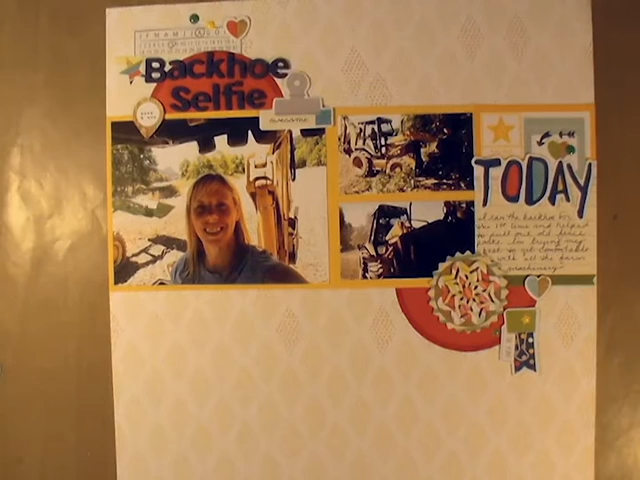 J F M A M J J A S O N D
Backhoe
Selfie
awesome
TODAY
I ran the backhoe for
the 1st time and helped
to pull out old fence
posts. I'm trying my
best to get comfortable
with all the farm
machinery